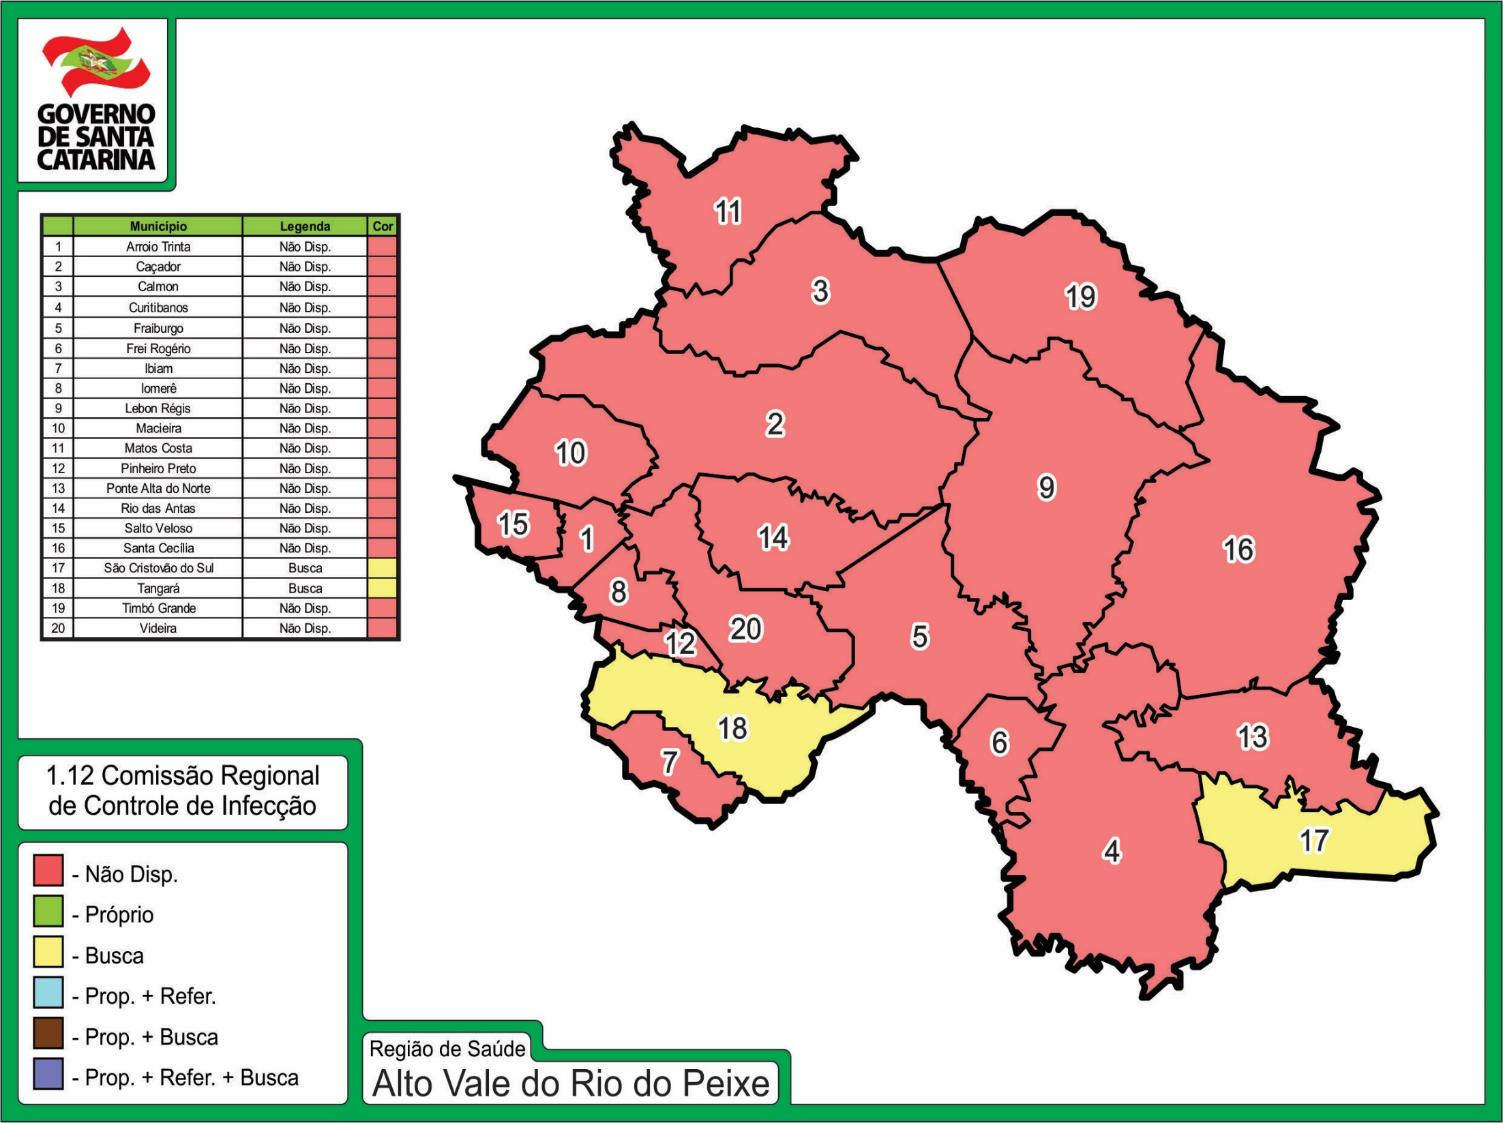 GOVERNO
DE SANTA
CATARINA
Município Legenda Cor
1 Arroio Trinta Não Disp.
2 Caçador Não Disp.
3 Calmon Não Disp.
4 Curitibanos Não Disp.
5 Fraiburgo Não Disp.
6 Frei Rogério Não Disp.
7 Ibiam Não Disp.
8 Iomerê Não Disp.
9 Lebon Régis Não Disp.
10 Macieira Não Disp.
11 Matos Costa Não Disp.
12 Pinheiro Preto Não Disp.
13 Ponte Alta do Norte Não Disp.
14 Rio das Antas Não Disp.
15 Salto Veloso Não Disp.
16 Santa Cecília Não Disp.
17 São Cristovão do Sul Busca
18 Tangará Busca
19 Timbó Grande Não Disp.
20 Videira Não Disp.
11
3
19
2
10
9
15
1
14
16
8
20
12
5
18
6
13
7
17
4
1.12 Comissão Regional
de Controle de Infecção
- Não Disp.
- Próprio
- Busca
- Prop. + Refer.
- Prop. + Busca
- Prop. + Refer. + Busca
Região de Saúde
Alto Vale do Rio do Peixe